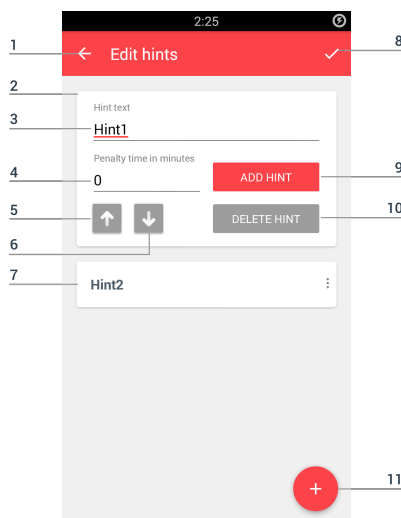 2:25
1
Edit hints
8
2
Hint text
3
Hint1
Penalty time in minutes
4
0
ADD HINT
9
5
DELETE HINT
10
6
7
Hint2
11